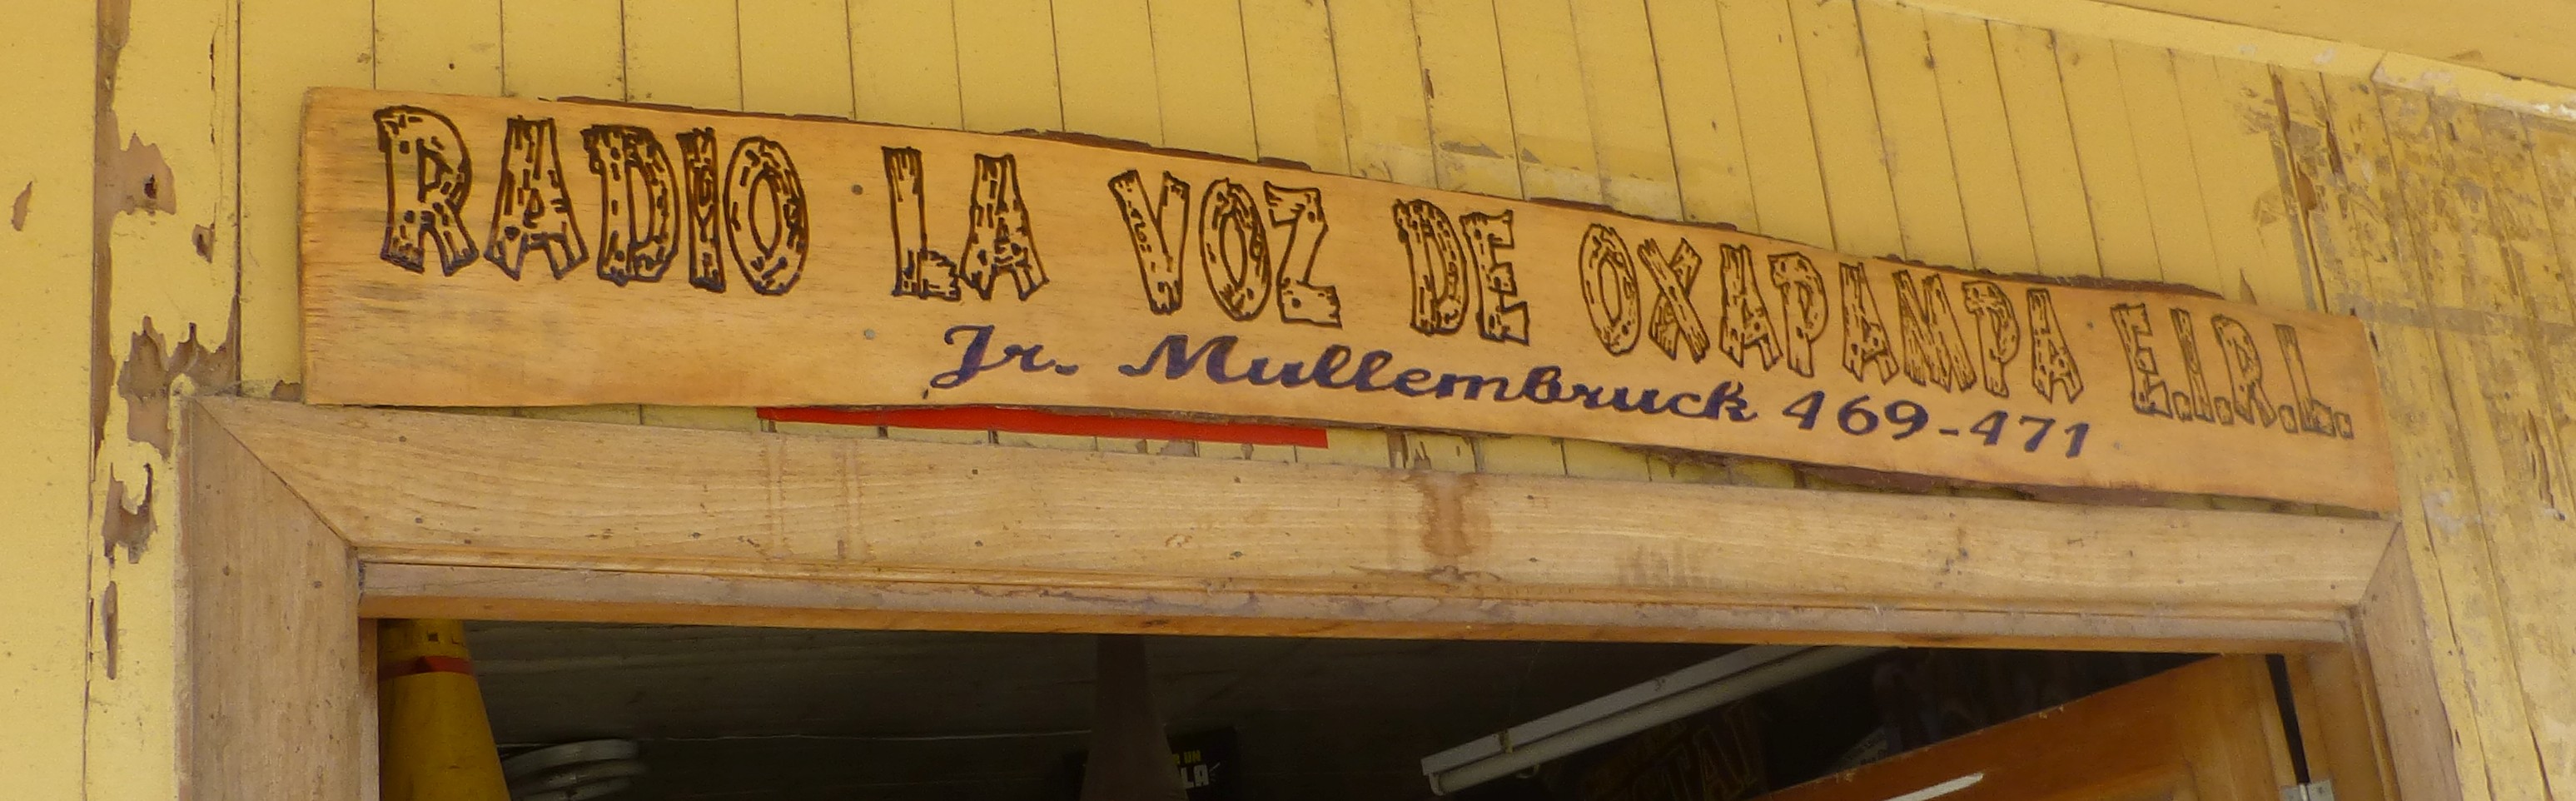 RADIO LA VOZ DE OXAPAMPA E.I.R.L.
Jr. Mullembruck 469-471